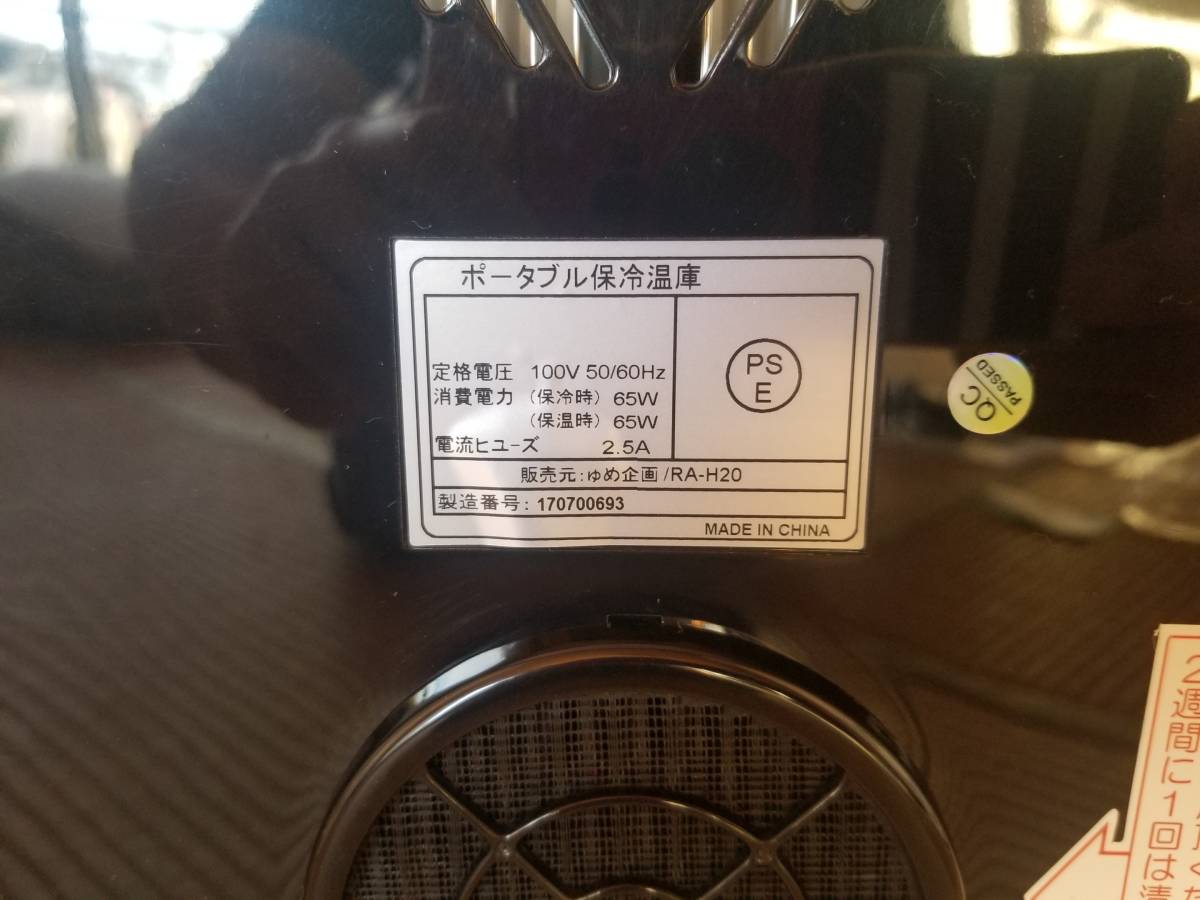 ポータブル保冷温庫
定格電圧 100V 50/60Hz
消費電力 (保冷時) 65W
(保温時) 65W
電流ヒューズ 2.5A
PS
E
販売元:ゆめ企画/RA-H20
製造番号: 170700693
MADE IN CHINA
QC
PASSED
2週間に1回は清